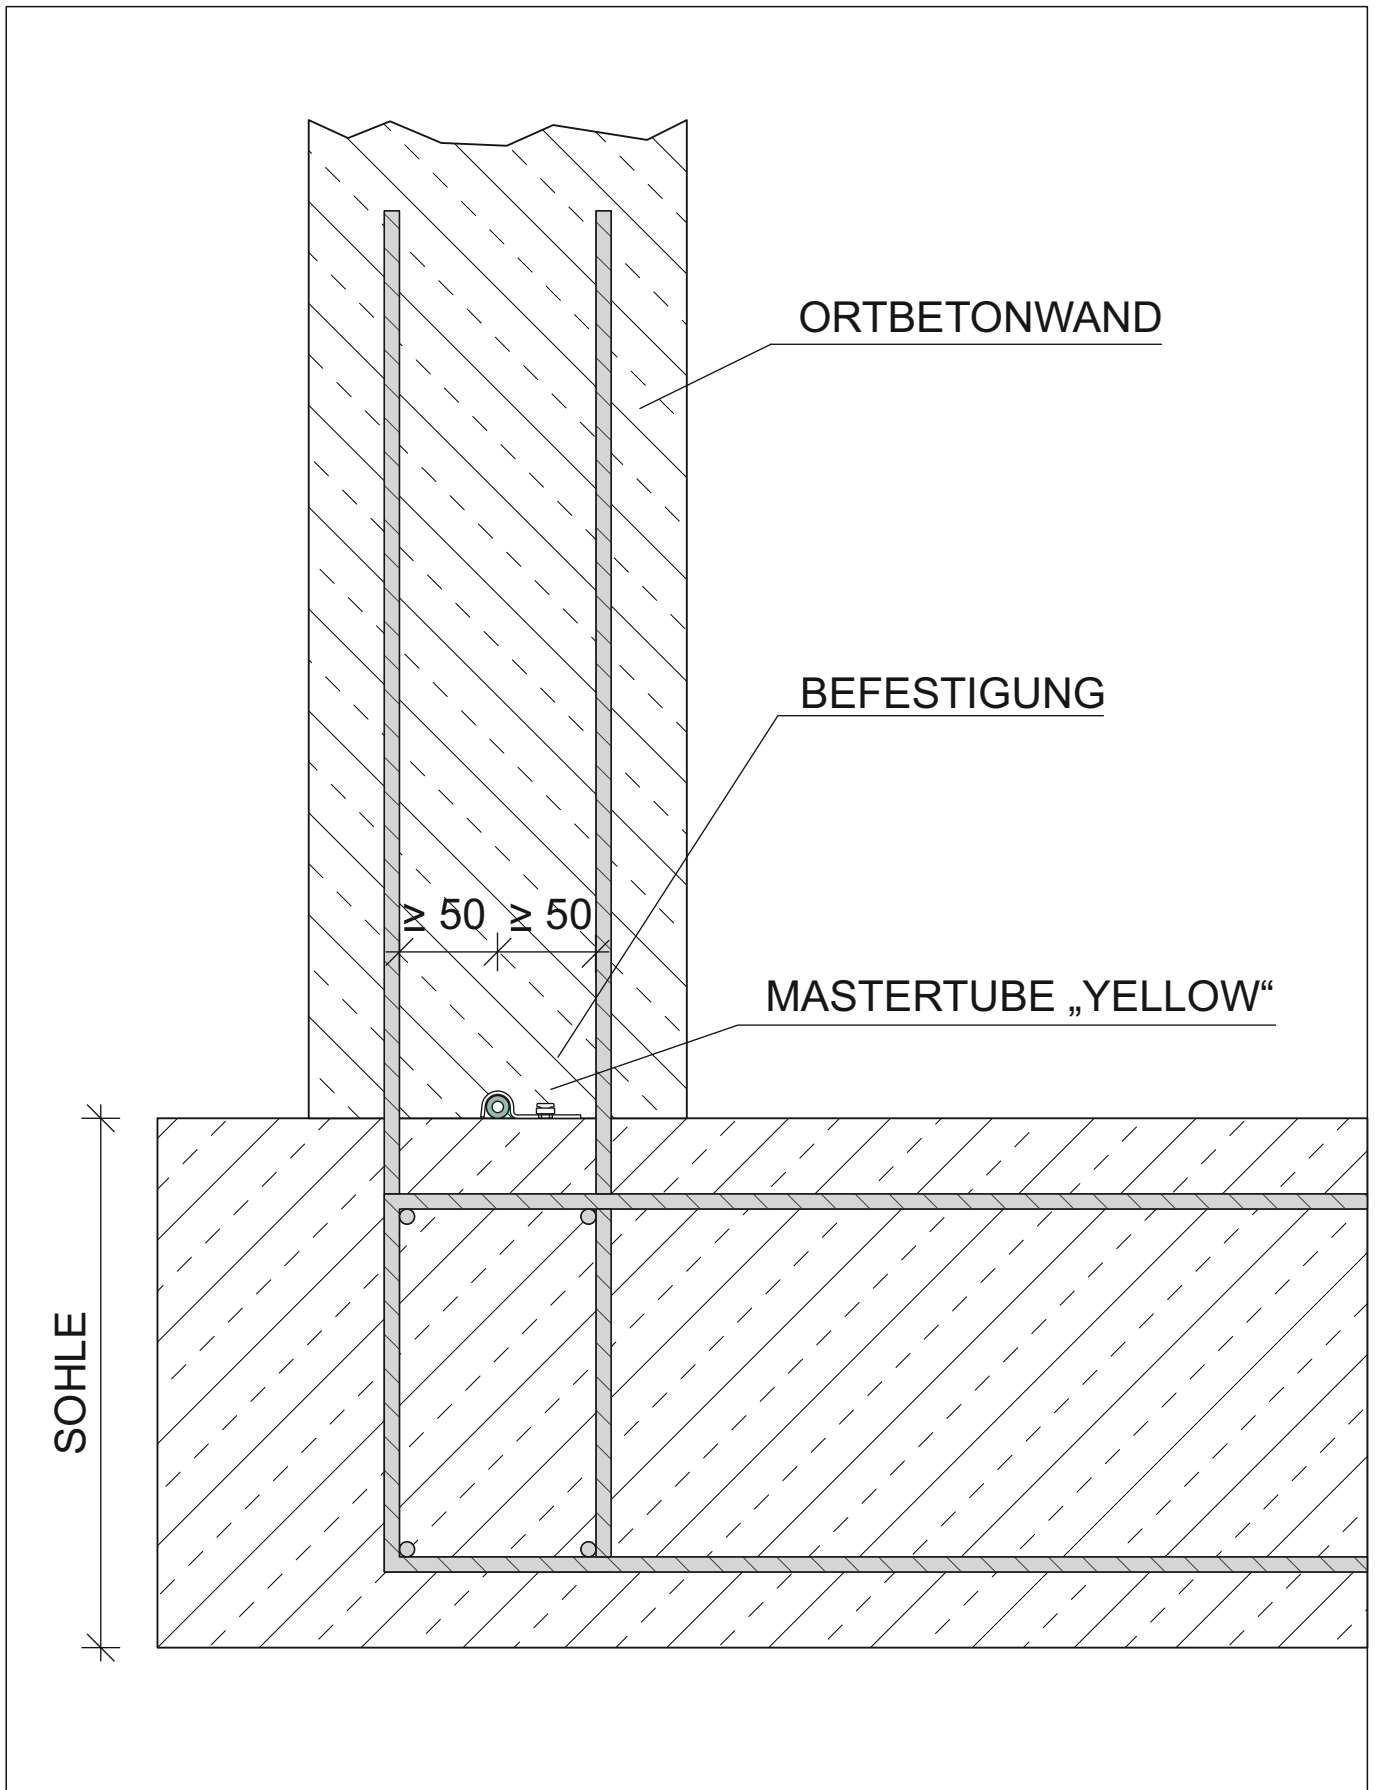 ORTBETONWAND
BEFESTIGUNG
≥ 50 ≥ 50
MASTERTUBE „YELLOW“
SOHLE